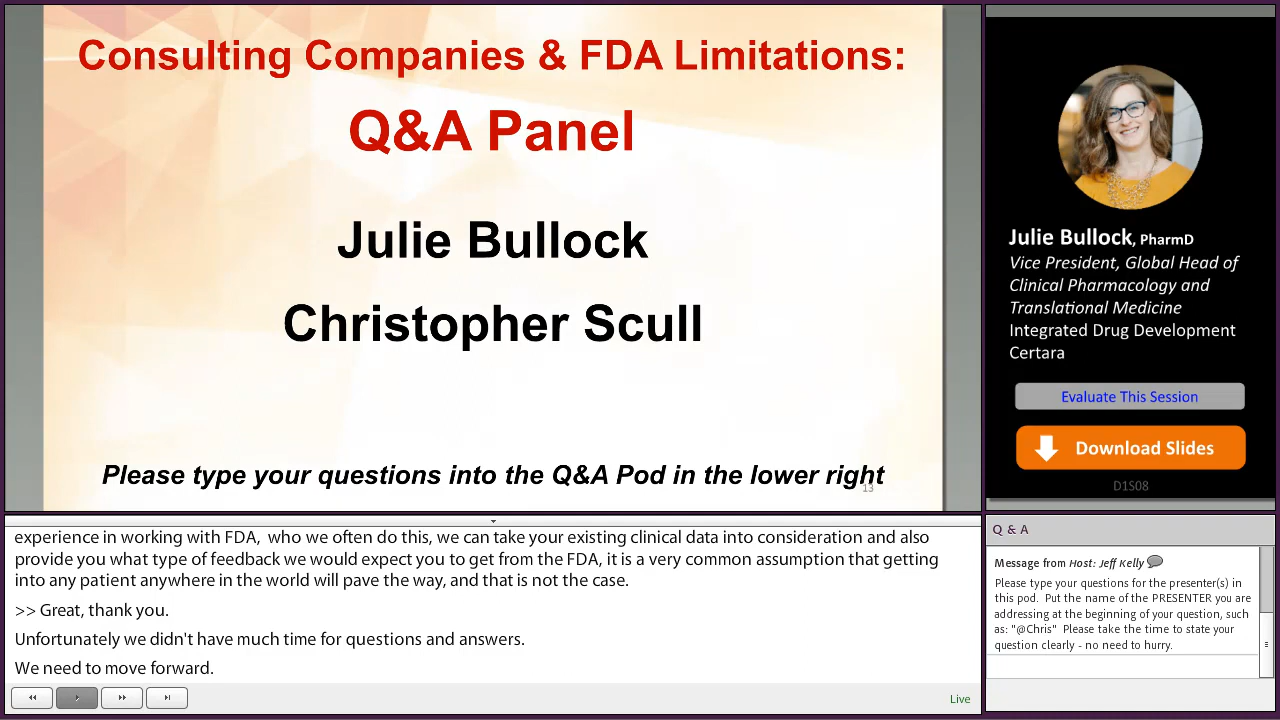 Consulting Companies & FDA Limitations:
Q&A Panel
Julie Bullock
Christopher Scull
Please type your questions into the Q&A Pod in the lower right
13
Julie Bullock, PharmD
Vice President, Global Head of
Clinical Pharmacology and
Translational Medicine
Integrated Drug Development
Certara
Evaluate This Session
Download Slides
D1S08
experience in working with FDA,  who we often do this, we can take your existing clinical data into consideration and also
provide you what type of feedback we would expect you to get from the FDA, it is a very common assumption that getting
into any patient anywhere in the world will pave the way, and that is not the case.
>> Great, thank you.
Unfortunately we didn't have much time for questions and answers.
We need to move forward.
Live
Q & A
Message from Host: Jeff Kelly
Please type your questions for the presenter(s) in
this pod.  Put the name of the PRESENTER you are
addressing at the beginning of your question, such
as: "@Chris"  Please take the time to state your
question clearly - no need to hurry.